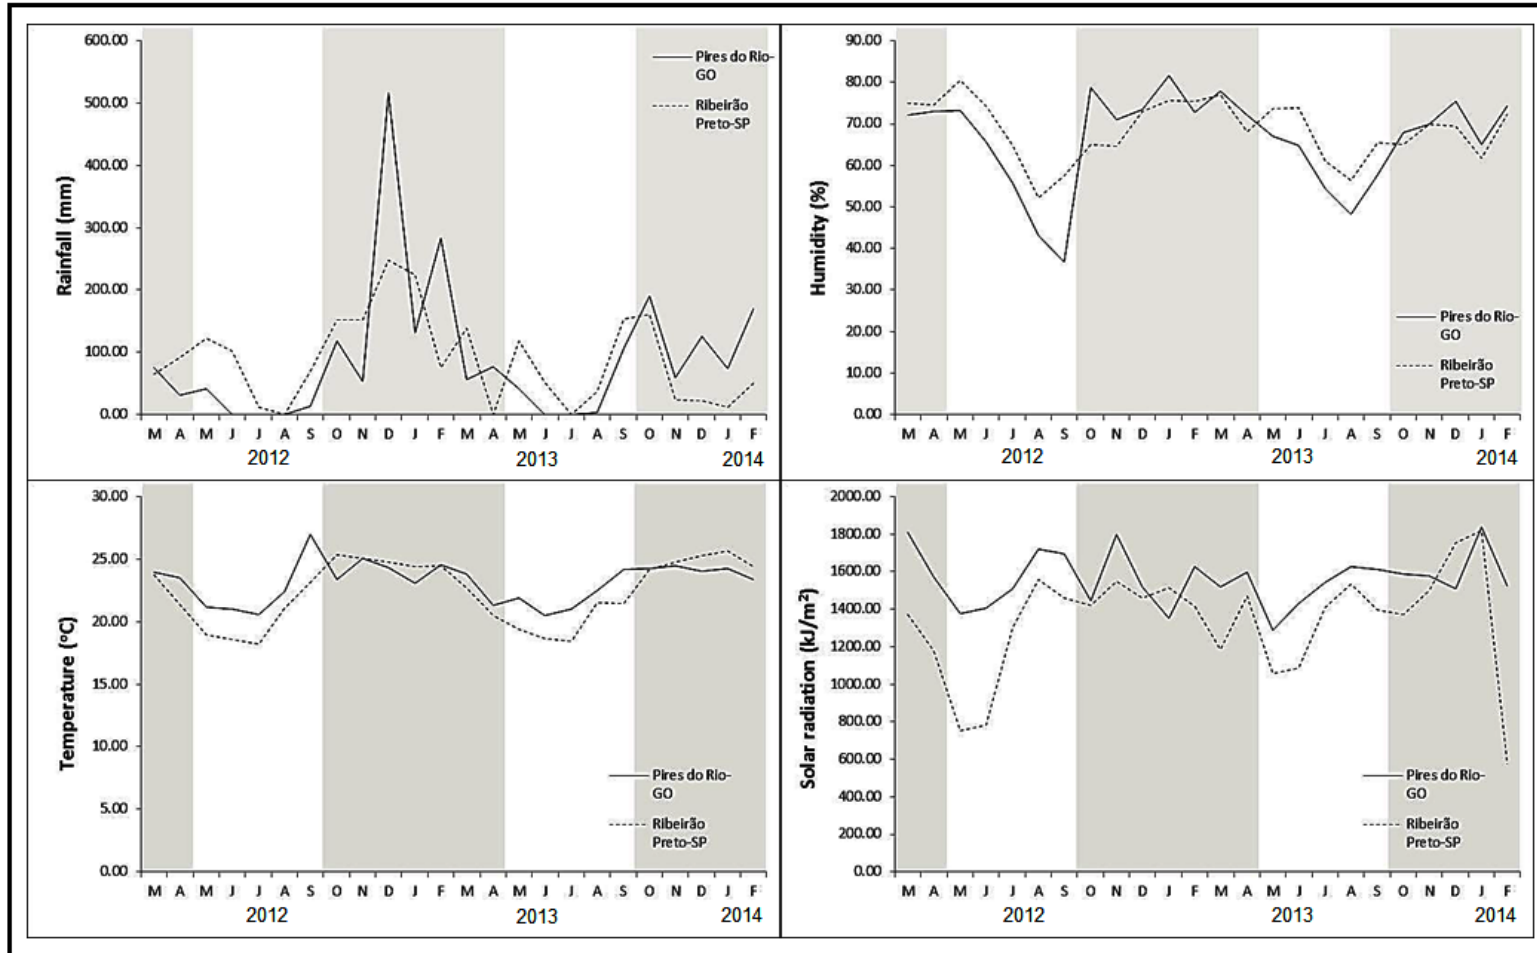 600.00
500.00
400.00
300.00
200.00
100.00
0.00
Rainfall (mm)
Pires do Rio-
GO
Ribeirão
Preto-SP
M A M J J A S O N D J F M A M J J A S O N D J F
2012 2013 2014
90.00
80.00
70.00
60.00
50.00
40.00
30.00
20.00
10.00
0.00
Humidity (%)
Pires do Rio-
GO
Ribeirão
Preto-SP
M A M J J A S O N D J F M A M J J A S O N D J F
2012 2013 2014
30.00
25.00
20.00
15.00
10.00
5.00
0.00
Temperature (°C)
Pires do Rio-
GO
Ribeirão
Preto-SP
M A M J J A S O N D J F M A M J J A S O N D J F
2012 2013 2014
2000.00
1800.00
1600.00
1400.00
1200.00
1000.00
800.00
600.00
400.00
200.00
0.00
Solar radiation (kJ/m²)
Pires do Rio-
GO
Ribeirão
Preto-SP
M A M J J A S O N D J F M A M J J A S O N D J F
2012 2013 2014